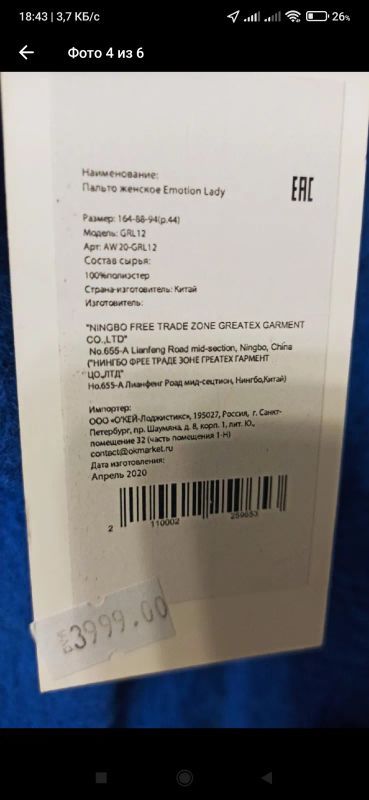 18:43 | 3,7 КБ/с
26%
Фото 4 из 6
Наименование:
Пальто женское Emotion Lady
EAC
Размер: 164-88-94(р.44)
Модель: GRL12
Арт: AW20-GRL12
Состав сырья:
100%полиэстер
Страна-изготовитель: Китай
Изготовитель:
"NINGBO FREE TRADE ZONE GREATEX GARMENT
CO.,LTD"
No.655-A Lianfeng Road mid-section, Ningbo, China
("НИНГБО ФРЕЕ ТРАДЕ ЗОНЕ ГРЕАТЕХ ГАРМЕНТ
ЦО.,ЛТД"
Но.655-А Лианфенг Роад мид-сецтион, Нингбо,Китай)
Импортер:
ООО «О'КЕЙ-Лоджистикс», 195027, Россия, г. Санкт-
Петербург, пр. Шаумяна, д. 8, корп. 1, лит. Ю.,
помещение 32 (часть помещения 1-Н)
contact@okmarket.ru
Дата изготовления:
Апрель 2020
2 110002 259653
3999.00